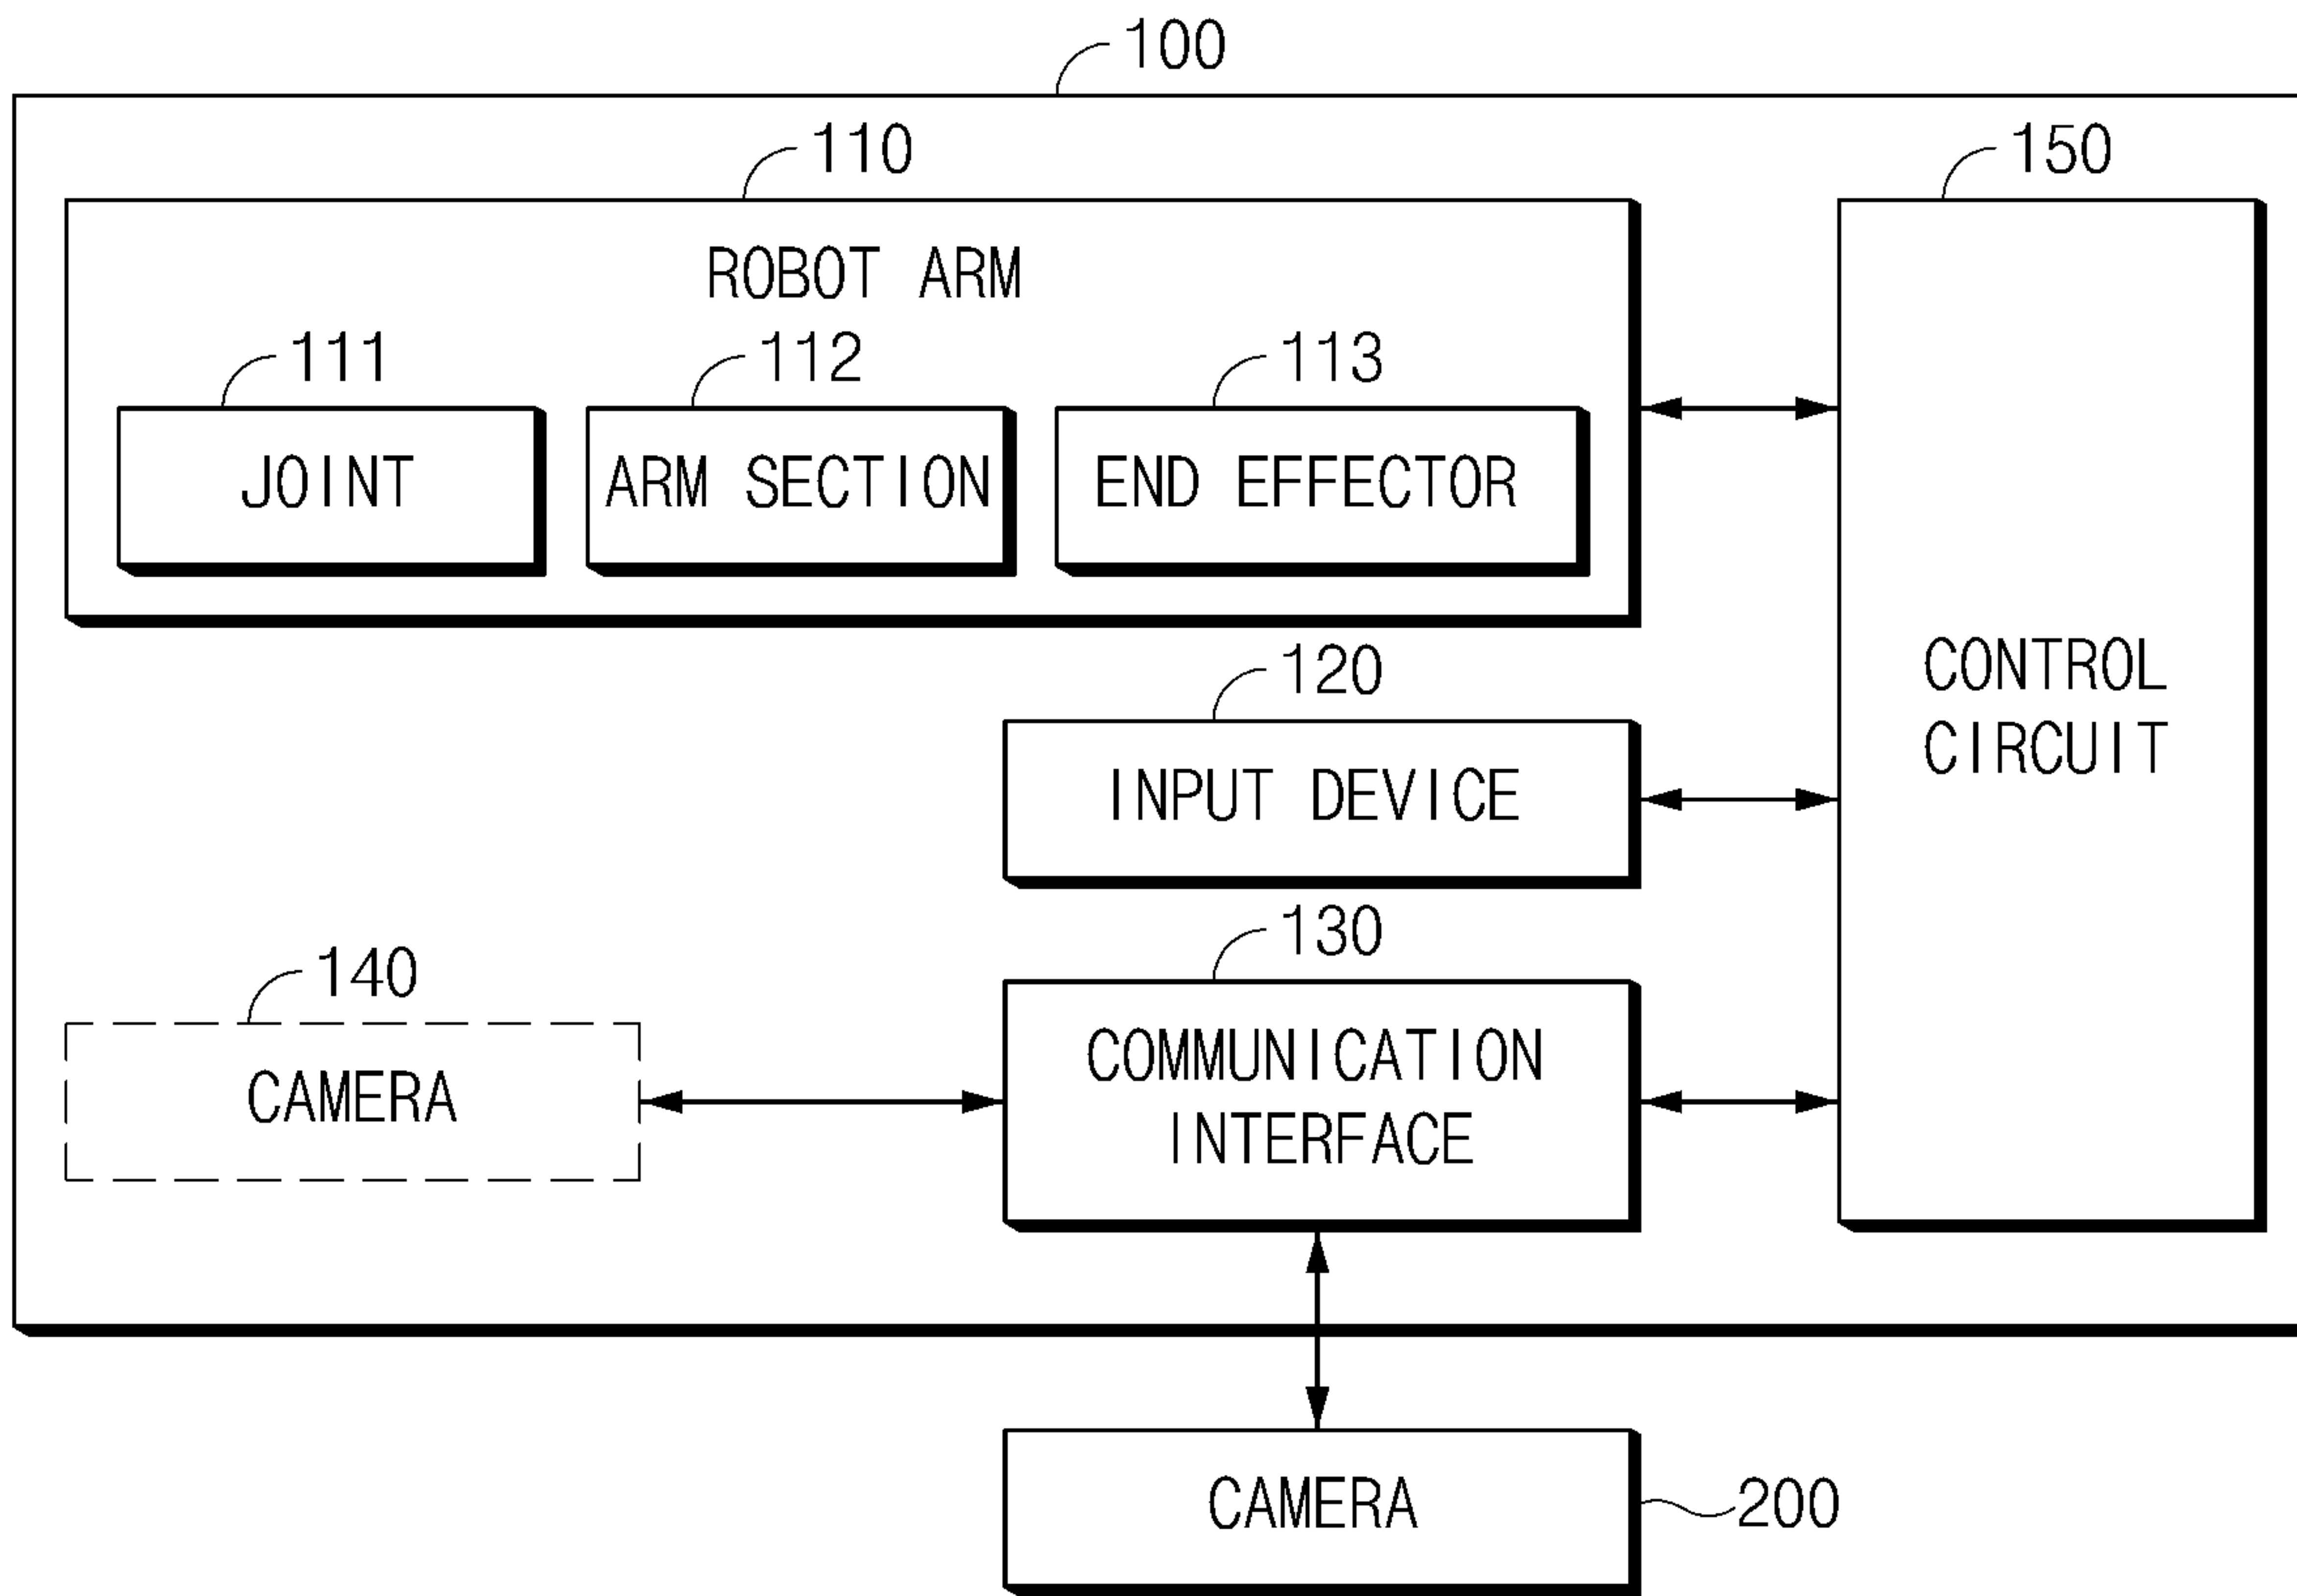 100
110
150
ROBOT ARM
111
112
113
JOINT
ARM SECTION
END EFFECTOR
120
CONTROL
CIRCUIT
INPUT DEVICE
130
140
COMMUNICATION
INTERFACE
CAMERA
CAMERA
200